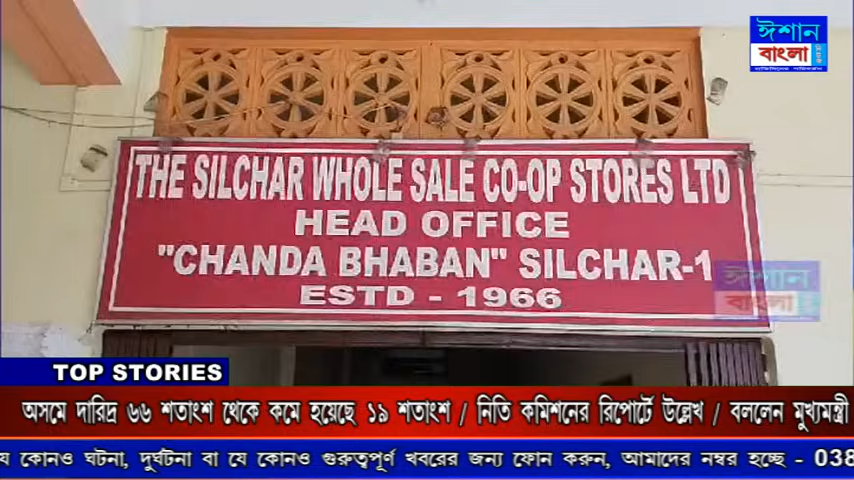 ঈশান
বাংলা
THE SILCHAR WHOLE SALE CO-OP STORES LTD
HEAD OFFICE
"CHANDA BHABAN" SILCHAR-1
ESTD - 1966
ঈশান
বাংলা
TOP STORIES
অসমে দারিদ্র ৬৬ শতাংশ থেকে কমে হয়েছে ১৯ শতাংশ / নিতি কমিশনের রিপোর্টে উল্লেখ / বললেন মুখ্যমন্ত্রী
যে কোনও ঘটনা, দুর্ঘটনা বা যে কোনও গুরুত্বপূর্ণ খবরের জন্য ফোন করুন, আমাদের নম্বর হচ্ছে - 038